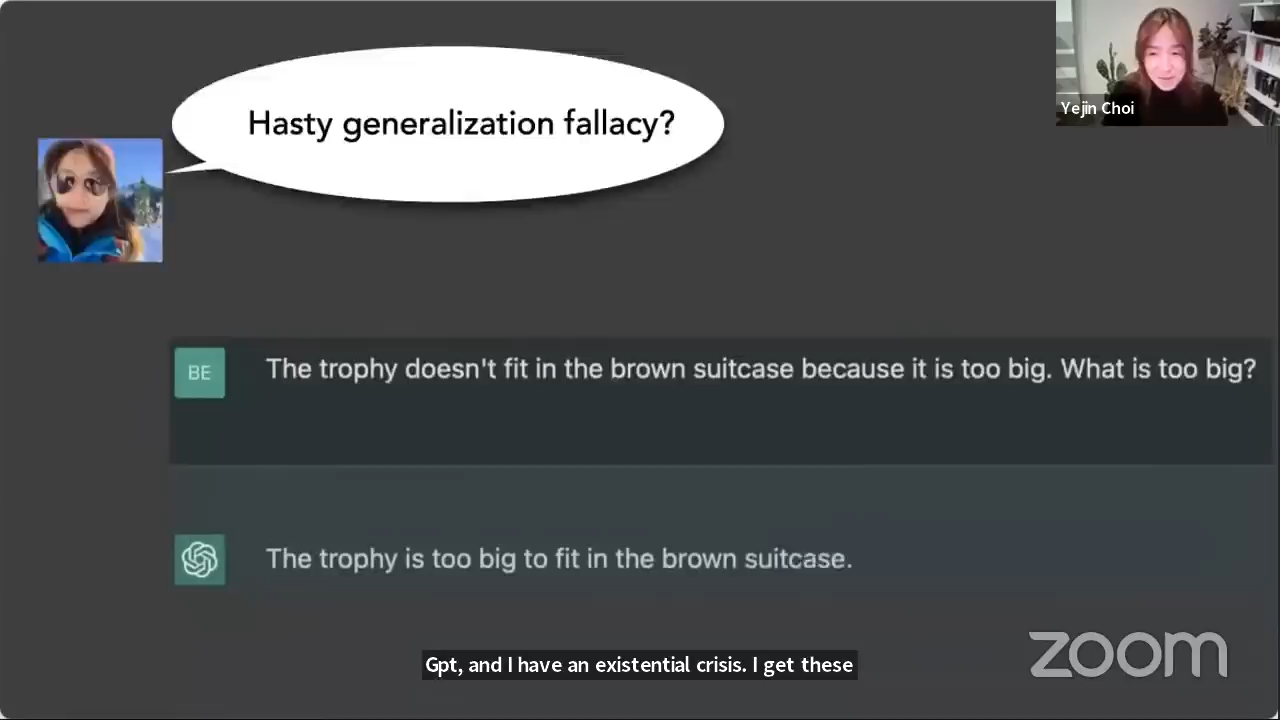 Hasty generalization fallacy?
Yejin Choi
BE
The trophy doesn't fit in the brown suitcase because it is too big. What is too big?
The trophy is too big to fit in the brown suitcase.
Gpt, and I have an existential crisis. I get these
zoom